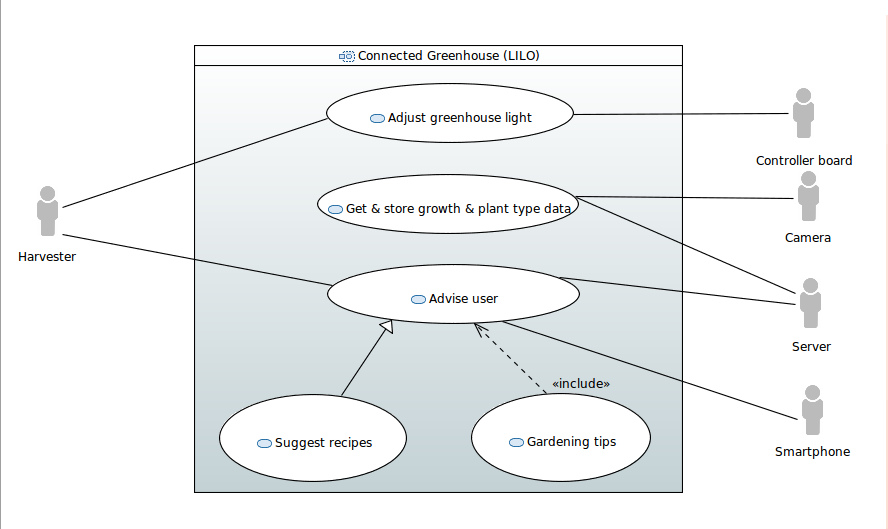 Connected Greenhouse (LILO)
Adjust greenhouse light
Controller board
Get & store growth & plant type data
Camera
Harvester
Advise user
Server
«include»
Suggest recipes
Gardening tips
Smartphone